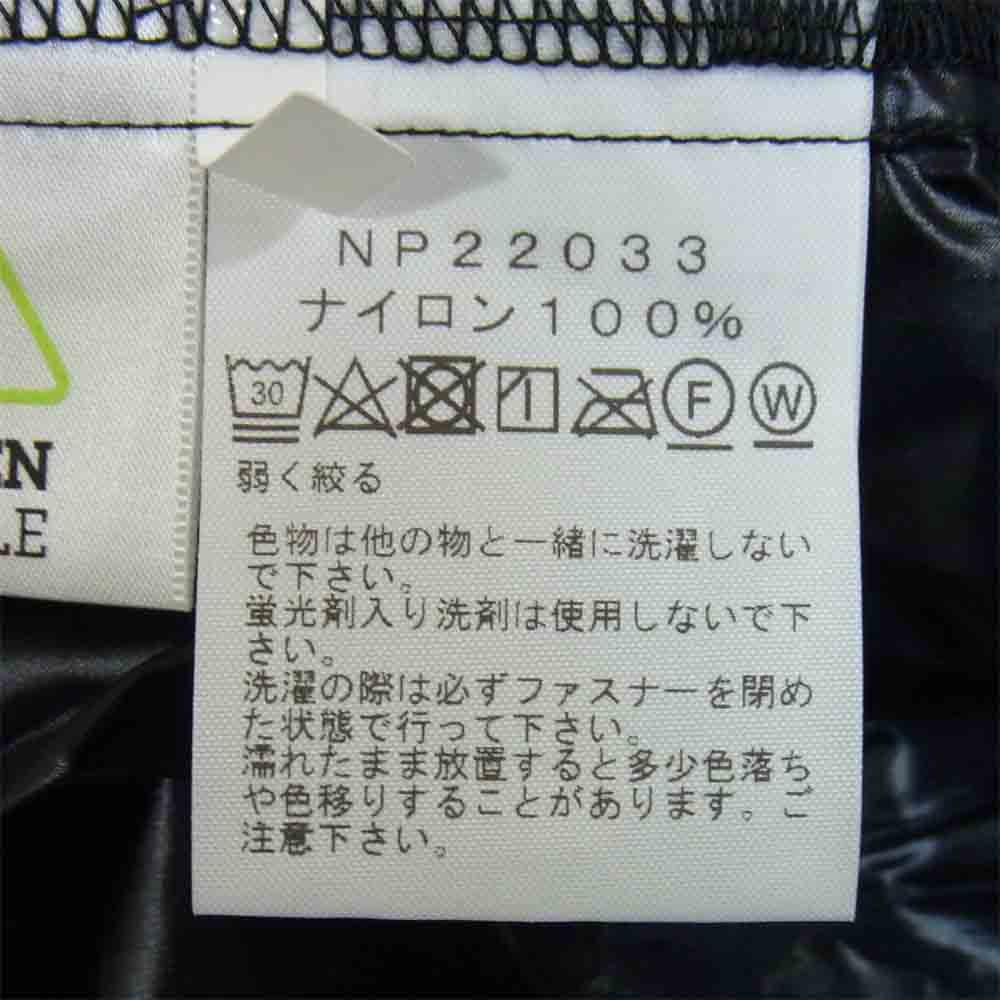 NP22033
ナイロン100%
30 F W
弱く絞る
色物は他の物と一緒に洗濯しない
で下さい。
蛍光剤入り洗剤は使用しないで下
さい。
洗濯の際は必ずファスナーを閉め
た状態で行って下さい。
濡れたまま放置すると多少色落ち
や色移りすることがあります。ご
注意下さい。
EN
LE